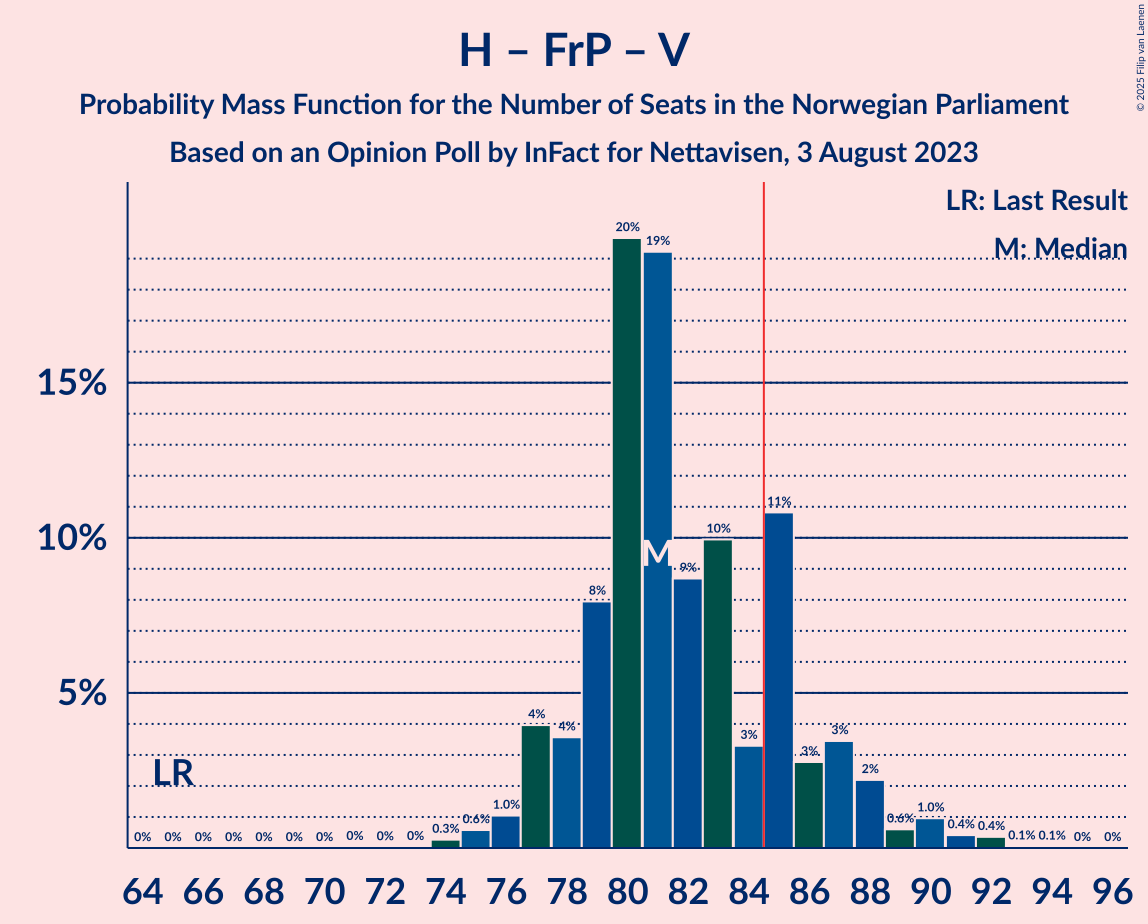 H – FrP – V
Probability Mass Function for the Number of Seats in the Norwegian Parliament
Based on an Opinion Poll by InFact for Nettavisen, 3 August 2023
© 2025 Filip van Laenen
LR: Last Result
M: Median
15%
10%
5%
LR
M
0% 0% 0% 0% 0% 0% 0% 0% 0% 0% 0.3% 0.6% 1.0% 4% 4% 8% 20% 19% 9% 10% 3% 11% 3% 3% 2% 0.6% 1.0% 0.4% 0.4% 0.1% 0.1% 0% 0%
64 66 68 70 72 74 76 78 80 82 84 86 88 90 92 94 96